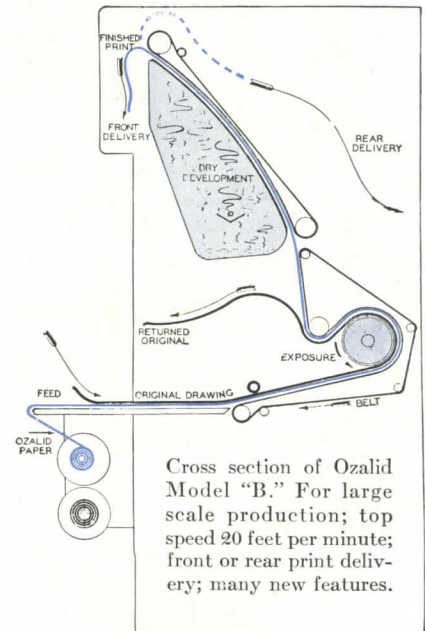 FINISHED
PRINT
FRONT
DELIVERY
REAR
DELIVERY
DRY
DEVELOPMENT
RETURNED
ORIGINAL
EXPOSURE
FEED
ORIGINAL DRAWING
BELT
OZALID
PAPER
Cross section of Ozalid
Model “B.” For large
scale production; top
speed 20 feet per minute;
front or rear print deliv-
ery; many new features.